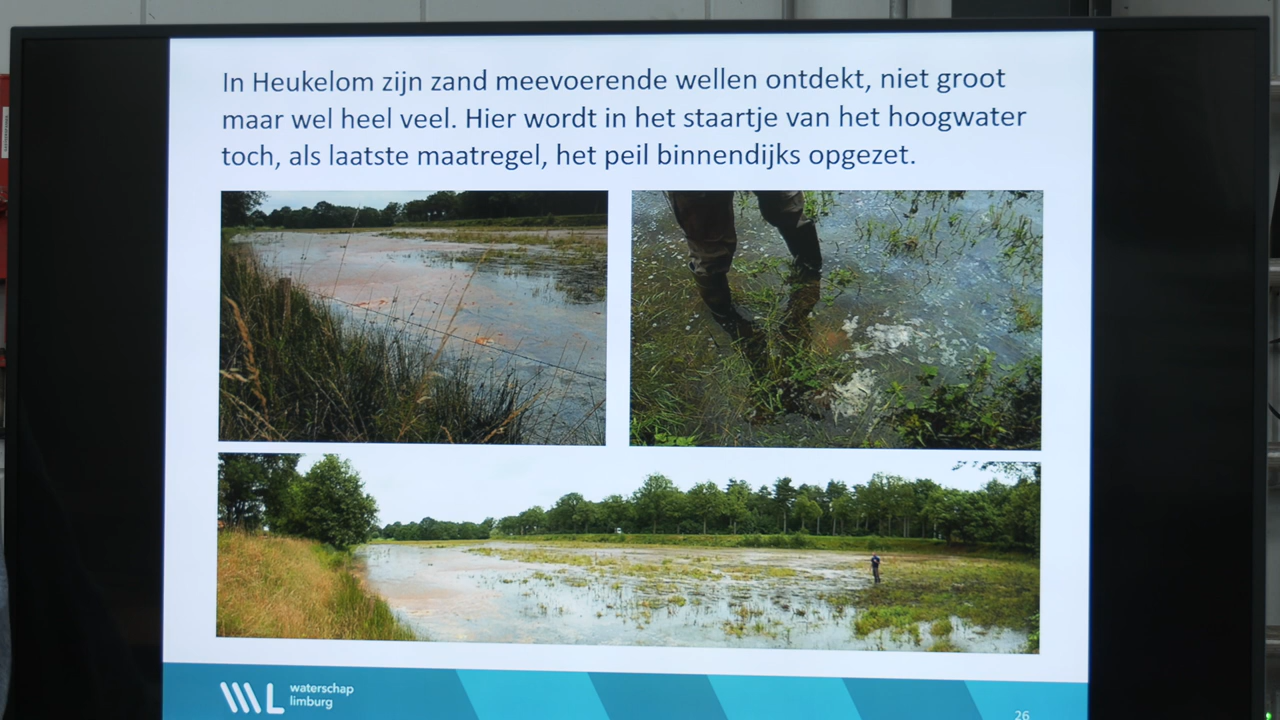 In Heukelom zijn zand meevoerende wellen ontdekt, niet groot
maar wel heel veel. Hier wordt in het staartje van het hoogwater
toch, als laatste maatregel, het peil binnendijks opgezet.
waterschap
limburg
26